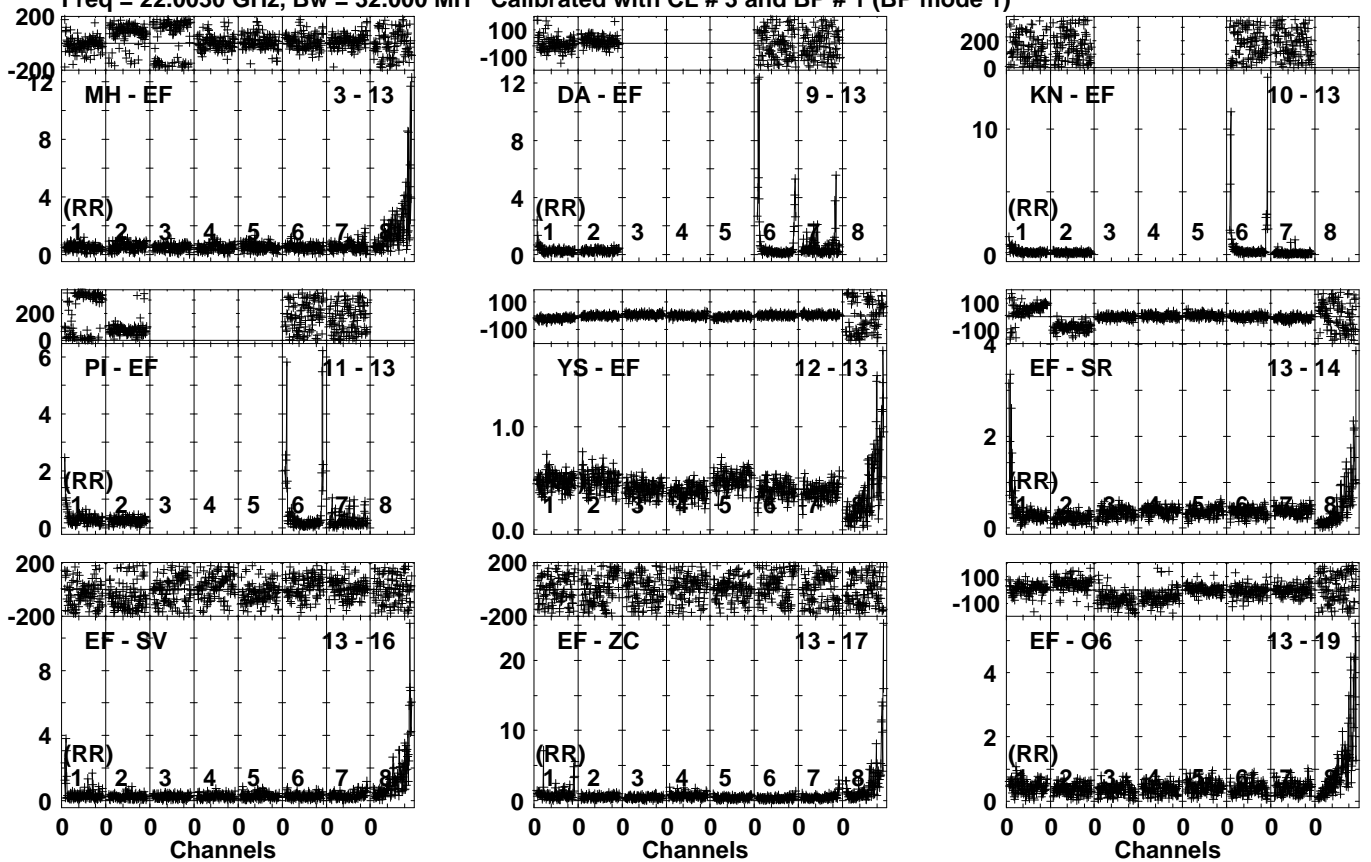 Freq = 22.0030 GHz, Bw = 32.000 MH Calibrated with CL # 3 and BP # 1 (BP mode 1)
200
-200
12
8
4
0
MH - EF 3 - 13
(RR)
1 2 3 4 5 6 7 8
100
-100
12
8
4
0
DA - EF 9 - 13
(RR)
1 2 3 4 5 6 7 8
200
0
10
0
KN - EF 10 - 13
(RR)
1 2 3 4 5 6 7 8
200
0
6
4
2
0
PI - EF 11 - 13
(RR)
1 2 3 4 5 6 7 8
100
-100
1.0
0.0
YS - EF 12 - 13
1 2 3 4 5 6 7
100
-100
4
2
0
EF - SR 13 - 14
(RR)
1 2 3 4 5 6 7 8
200
-200
8
4
0
EF - SV 13 - 16
(RR)
1 2 3 4 5 6 7 8
0 0 0 0 0 0 0 0
Channels
200
-200
20
10
0
EF - ZC 13 - 17
(RR)
1 2 3 4 5 6 7 8
0 0 0 0 0 0 0 0
Channels
100
-100
4
2
0
EF - O6 13 - 19
(RR)
1 2 3 4 5 6 7 8
0 0 0 0 0 0 0 0
Channels